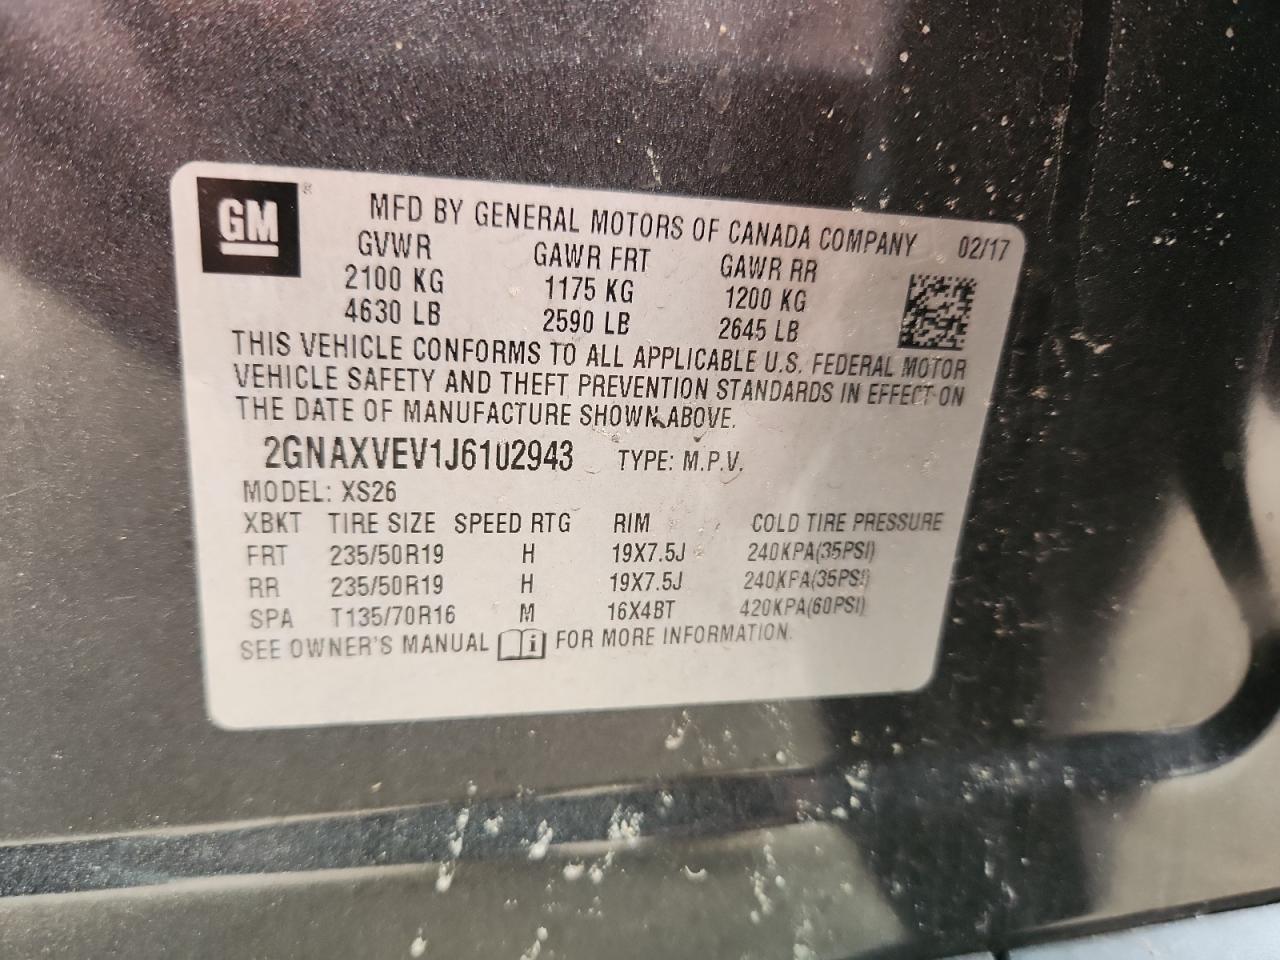 GM ®
MFD BY GENERAL MOTORS OF CANADA COMPANY 02/17
GVWR GAWR FRT GAWR RR
2100 KG 1175 KG 1200 KG
4630 LB 2590 LB 2645 LB
THIS VEHICLE CONFORMS TO ALL APPLICABLE U.S. FEDERAL MOTOR
VEHICLE SAFETY AND THEFT PREVENTION STANDARDS IN EFFECT ON
THE DATE OF MANUFACTURE SHOWN ABOVE.
2GNAXVEV1J6102943 TYPE: M.P.V.
MODEL: XS26
XBKT TIRE SIZE SPEED RTG RIM COLD TIRE PRESSURE
FRT 235/50R19 H 19X7.5J 240KPA(35PSI)
RR 235/50R19 H 19X7.5J 240KPA(35PSI)
SPA T135/70R16 M 16X4BT 420KPA(60PSI)
SEE OWNER'S MANUAL i FOR MORE INFORMATION.